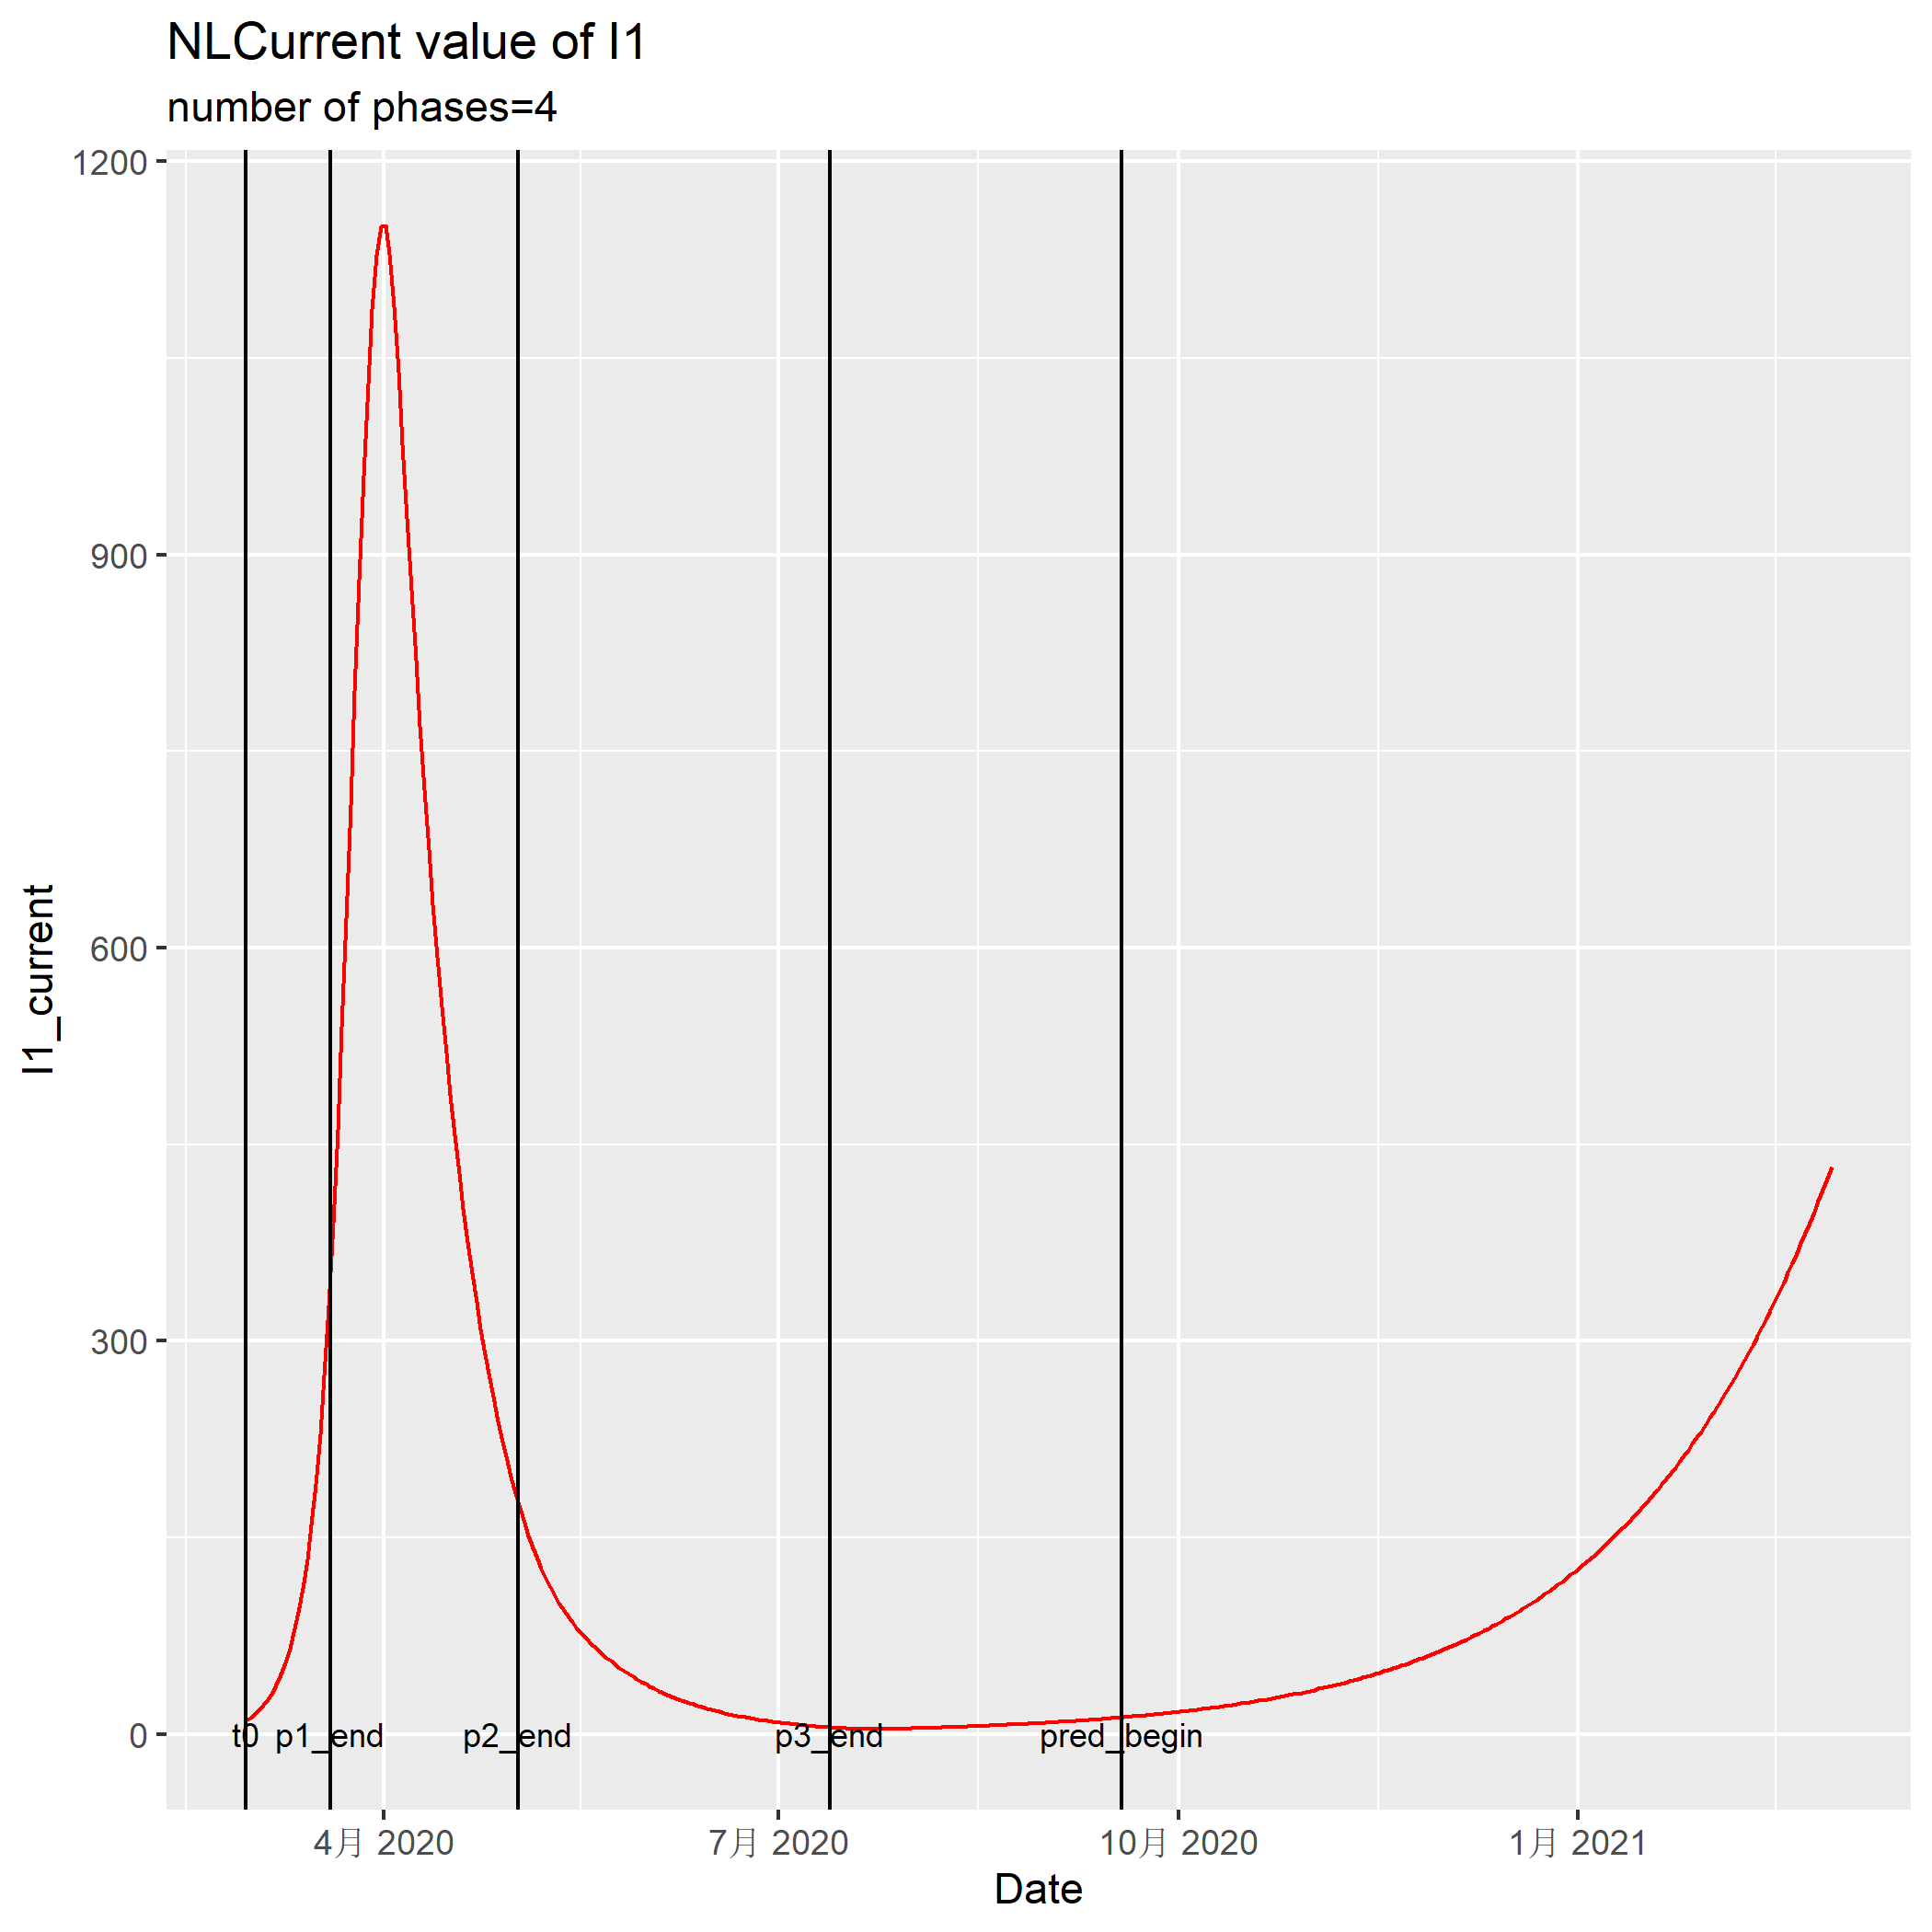 NLCurrent value of I1
number of phases=4
1200
900
600
300
0
I1_current
t0
p1_end
p2_end
p3_end
pred_begin
4月 2020
7月 2020
10月 2020
1月 2021
Date